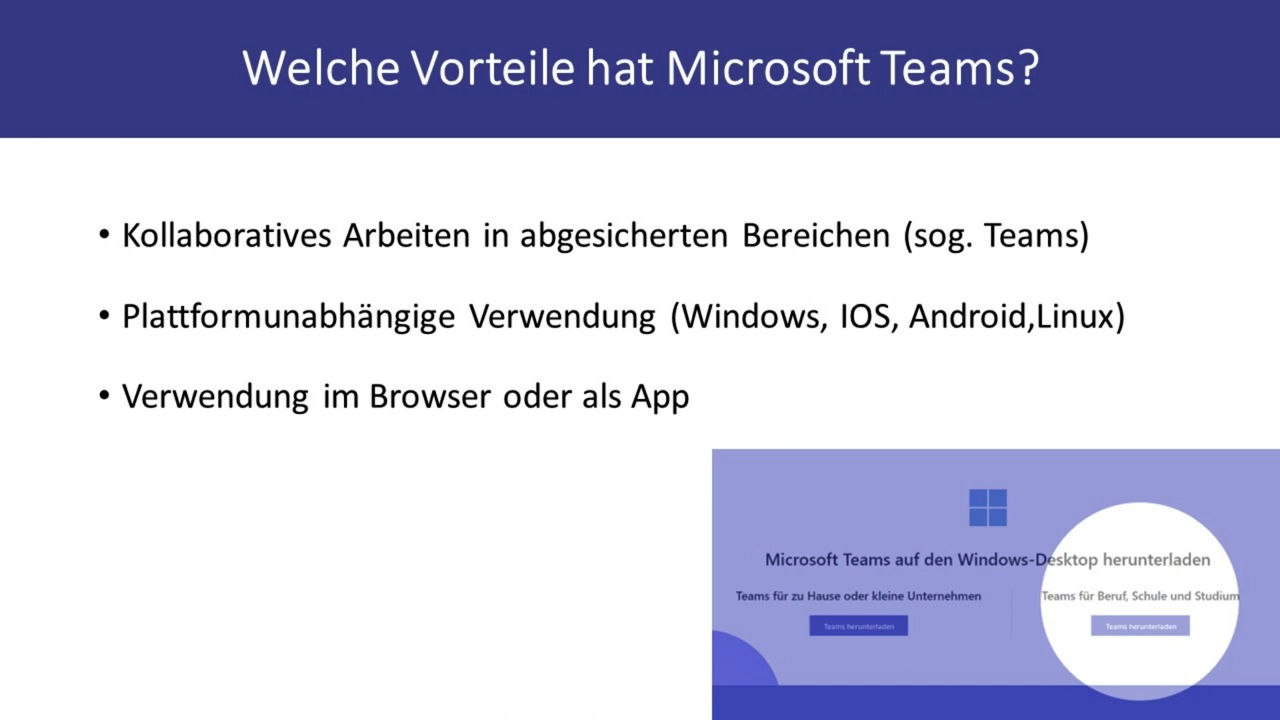 Welche Vorteile hat Microsoft Teams?
• Kollaboratives Arbeiten in abgesicherten Bereichen (sog. Teams)
• Plattformunabhängige Verwendung (Windows, IOS, Android,Linux)
• Verwendung im Browser oder als App
Microsoft Teams auf den Windows-Desktop herunterladen
Teams für zu Hause oder kleine Unternehmen
Teams herunterladen
Teams für Beruf, Schule und Studium
Teams herunterladen